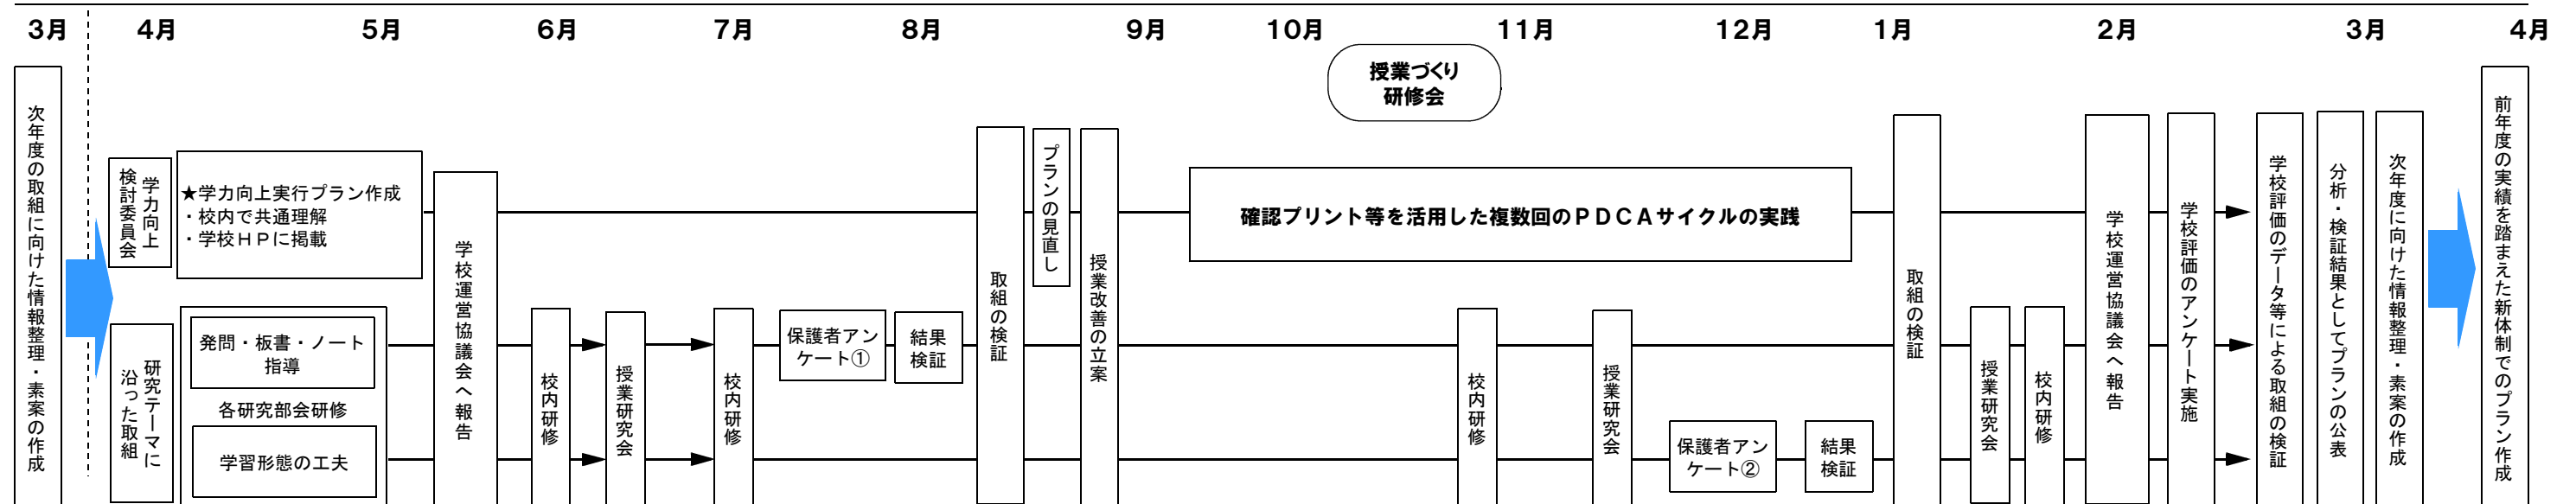 3月
4月
5月
6月
7月
8月
9月
10月
11月
12月
1月
2月
3月
4月
次年度の取組に向けた情報整理・素案の作成
学力向上
検討委員会
★学力向上実行プラン作成
・校内で共通理解
・学校ＨＰに掲載
研究テーマに
沿った取組
発問・板書・ノート
指導
各研究部会研修
学習形態の工夫
学校運営協議会へ報告
校内研修
授業研究会
校内研修
保護者アン
ケート①
結果
検証
取組の検証
プランの見直し
授業改善の立案
授業づくり
研修会
確認プリント等を活用した複数回のＰＤＣＡサイクルの実践
校内研修
授業研究会
保護者アン
ケート②
結果
検証
取組の検証
授業研究会
校内研修
学校運営協議会へ報告
学校評価のアンケート実施
学校評価のデータ等による取組の検証
分析・検証結果としてプランの公表
次年度に向けた情報整理・素案の作成
前年度の実績を踏まえた新体制でのプラン作成